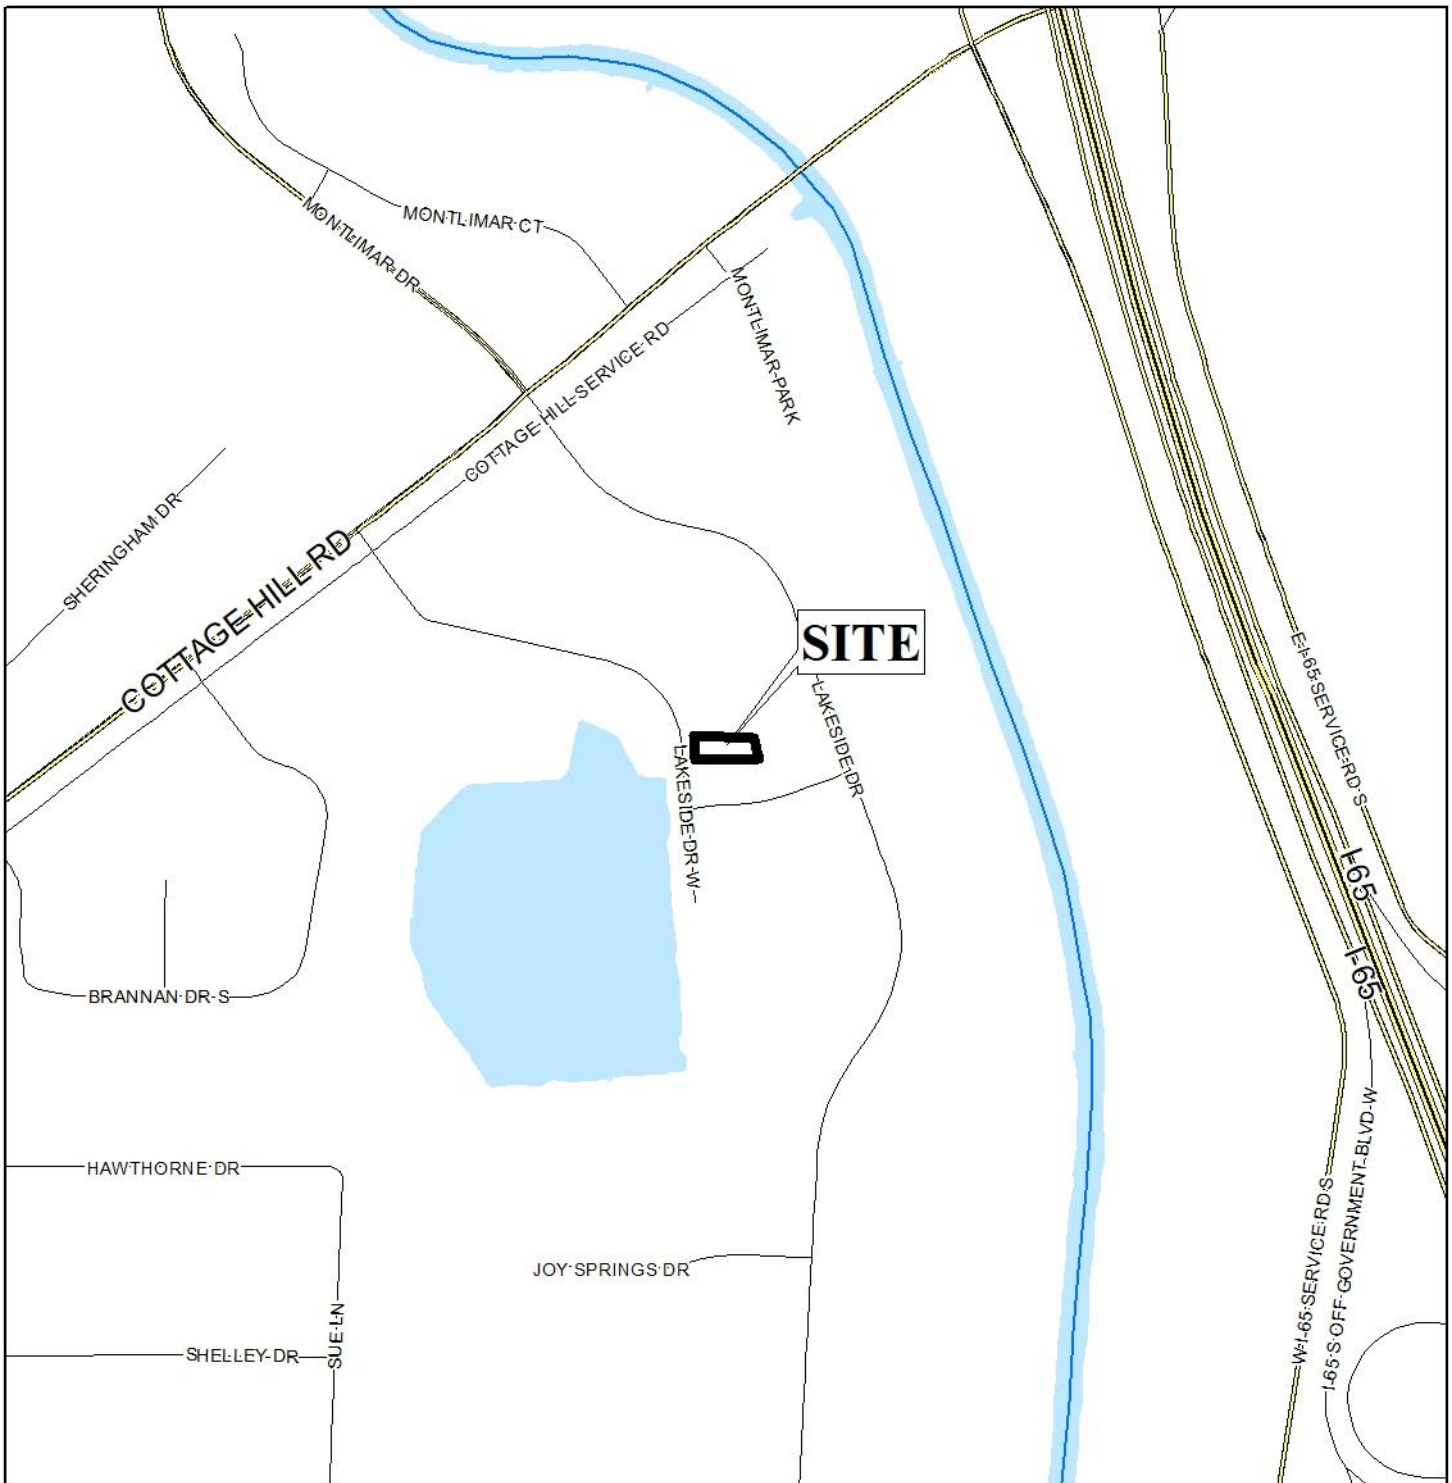 MONTLIMAR DR
MONTLIMAR CT
MONTLIMAR PARK
COTTAGE HILL SERVICE RD
SHERINGHAM DR
COTTAGE HILL RD
SITE
LAKESIDE DR
LAKESIDE DR W
E I-65 SERVICE RD S
I-65
I-65
BRANNAN DR S
HAWTHORNE DR
JOY SPRINGS DR
SUE LN
SHELLEY DR
W I-65 SERVICE RD S
I-65 S OFF GOVERNMENT BLVD W